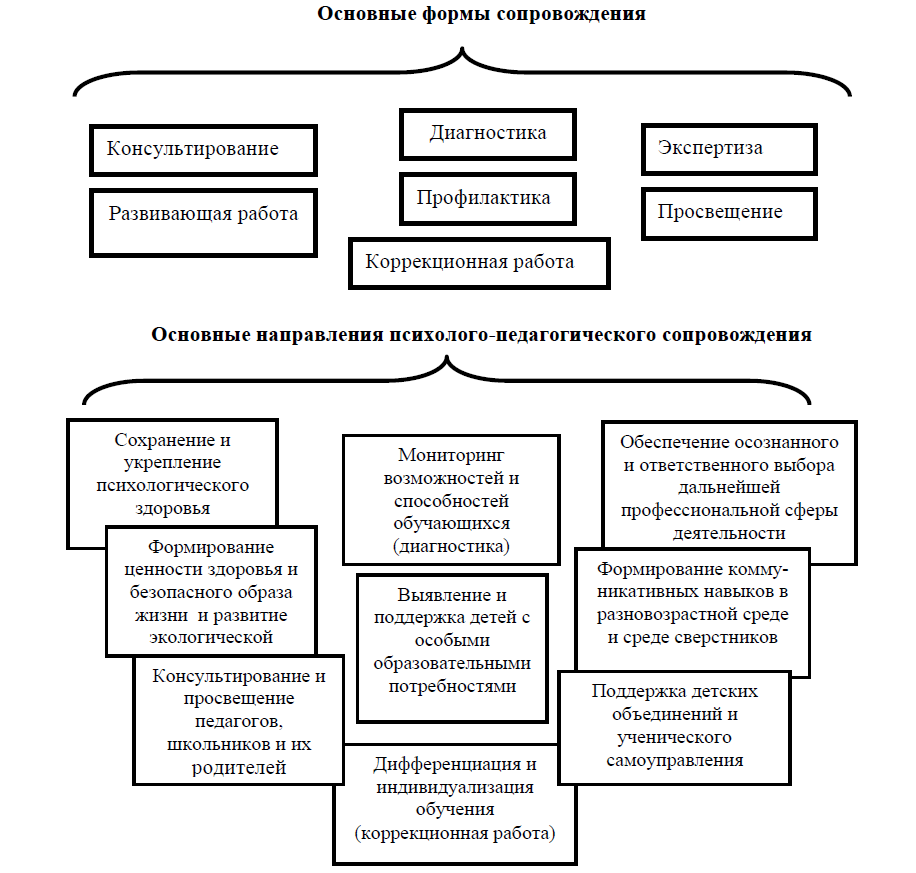 Основные формы сопровождения
Консультирование
Диагностика
Экспертиза
Развивающая работа
Профилактика
Просвещение
Коррекционная работа
Основные направления психолого-педагогического сопровождения
Сохранение и
укрепление
психологического
здоровья
Формирование
ценности здоровья и
безопасного образа
жизни и развитие
экологической
Консультирование и
просвещение
педагогов,
школьников и их
родителей
Мониторинг
возможностей и
способностей
обучающихся
(диагностика)
Выявление и
поддержка детей с
особыми
образовательными
потребностями
Дифференциация и
индивидуализация
обучения
(коррекционная работа)
Обеспечение осознанного
и ответственного выбора
дальнейшей
профессиональной сферы
деятельности
Формирование комму-
никативных навыков в
разновозрастной среде
и среде сверстников
Поддержка детских
объединений и
ученического
самоуправления